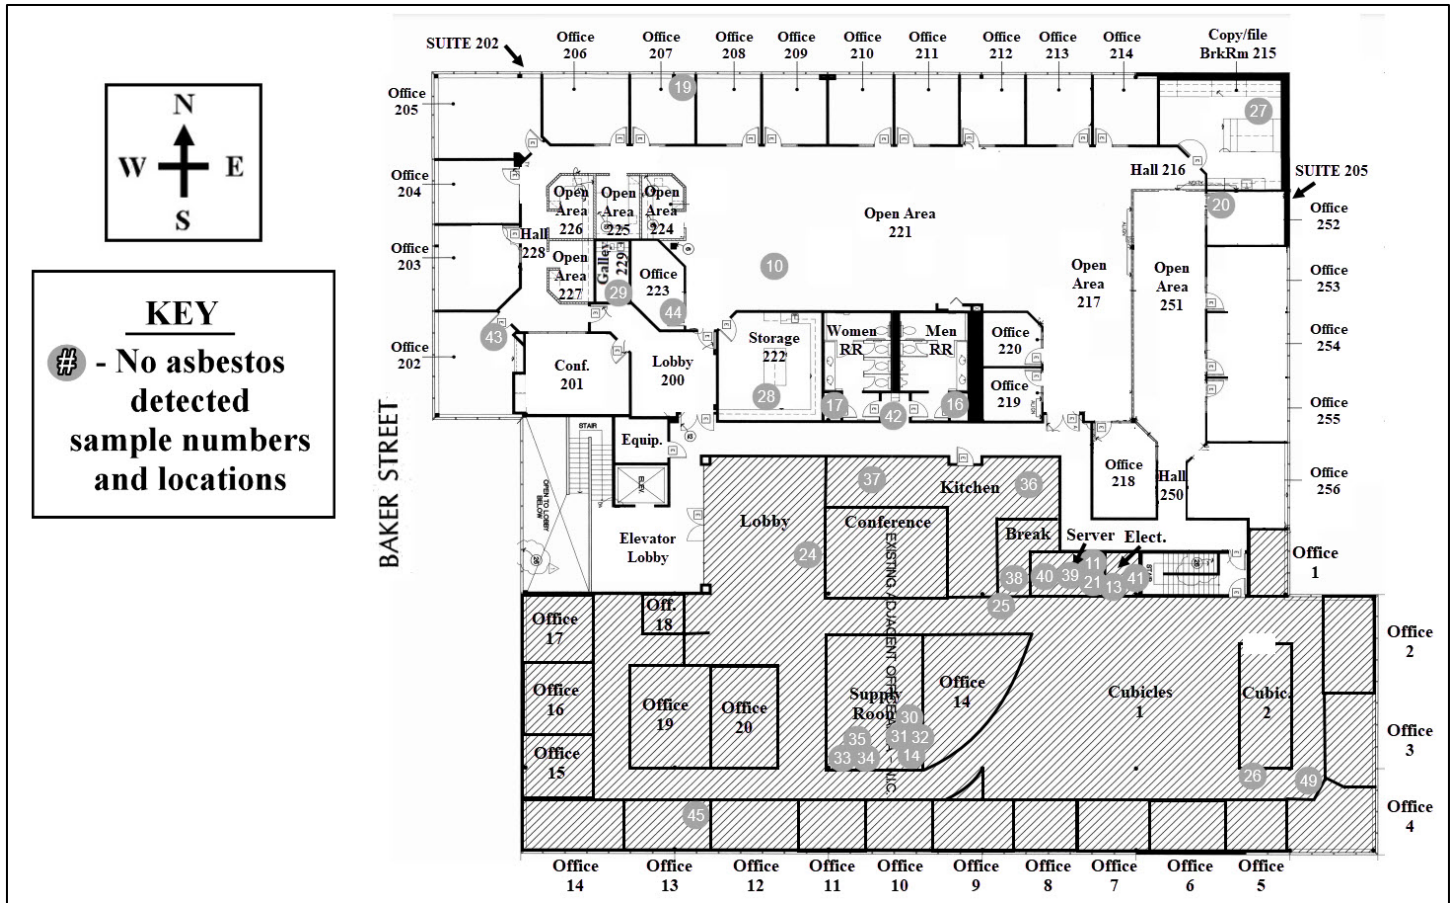 N
W E
S
KEY
# - No asbestos
detected
sample numbers
and locations
BAKER STREET
SUITE 202
Office
206
Office
207
Office
208
Office
209
Office
210
Office
211
Office
212
Office
213
Office
214
Copy/file
BrkRm 215
Office
205
19
27
Office
204
Hall 216
SUITE 205
20
Office
252
Open
Area
226
Open
Area
225
Open
Area
224
Open Area
221
Hall
228
Office
203
Open
Area
227
Galley
229
29
Office
223
44
10
Open
Area
217
Open
Area
251
Office
253
43
Office
202
Conf.
201
Lobby
200
Storage
222
28
Women
RR
Men
RR
17
42
16
Office
220
Office
219
Office
254
Office
255
STAIR
OPEN TO LOBBY
BELOW
Equip.
ELEV.
Elevator
Lobby
Lobby
24
37
Kitchen
36
Conference
Break
Server
Elect.
38
40
39
11
21
13
41
25
STAIR
Office
218
Hall
250
Office
256
Office
1
EXISTING ADJACENT OFFICE
N.I.C.
Office
17
Off.
18
Office
16
Office
19
Office
20
Office
15
Supply
Room
30
35
31
32
33
34
14
Office
14
Cubicles
1
Cubic.
2
26
49
Office
2
Office
3
Office
4
45
Office
14
Office
13
Office
12
Office
11
Office
10
Office
9
Office
8
Office
7
Office
6
Office
5